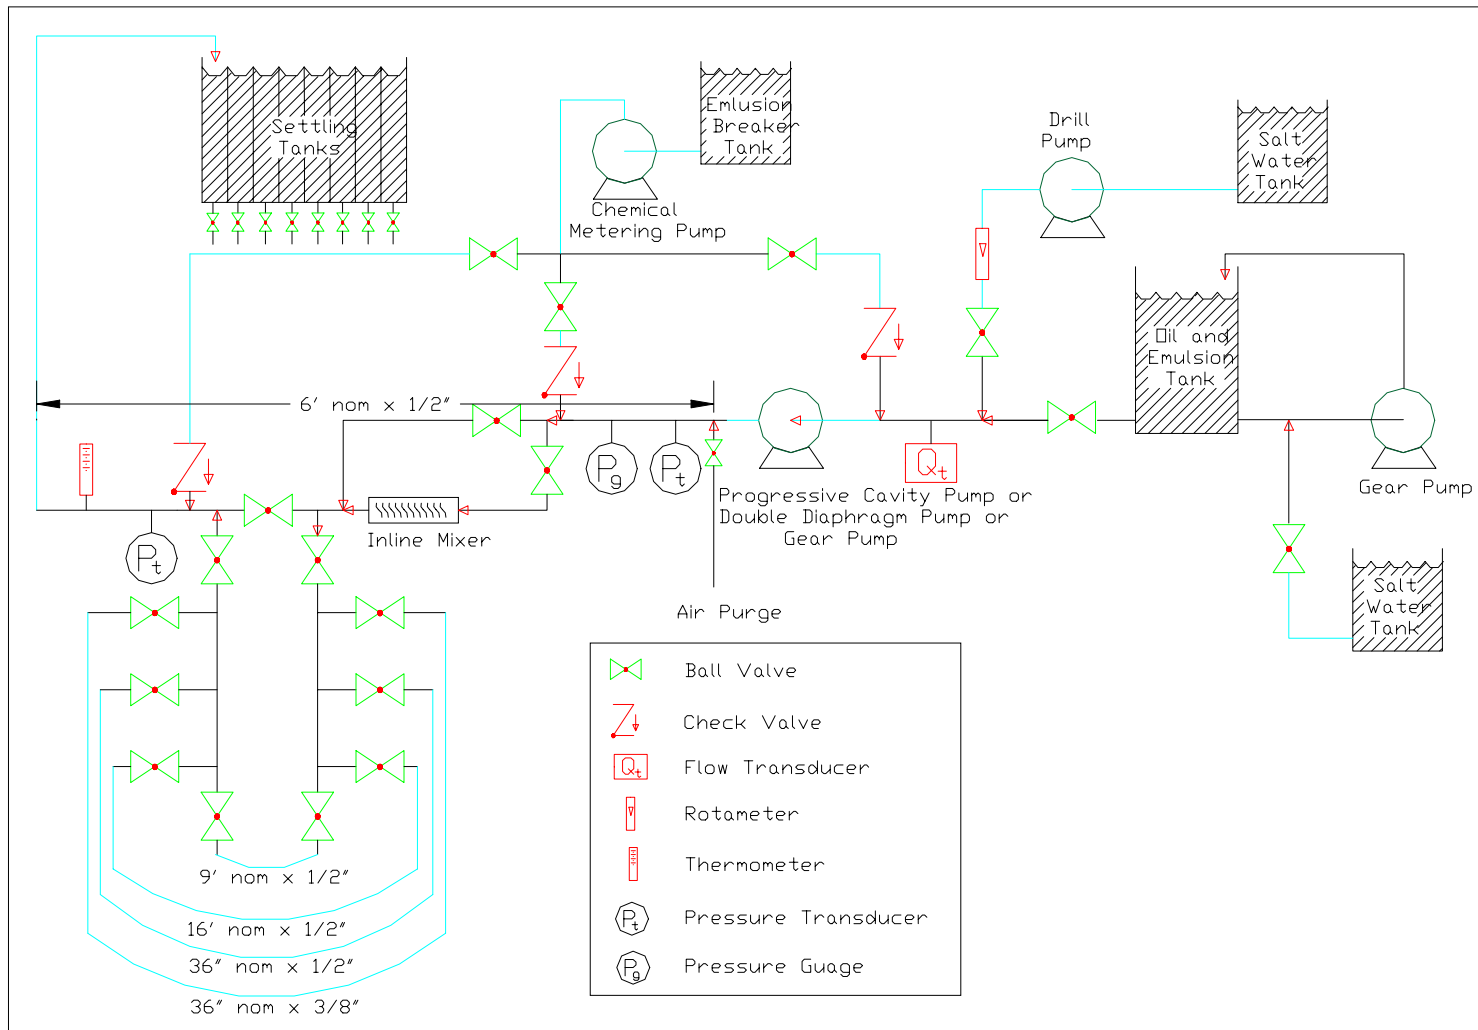 Settling
Tanks
Emlusion
Breaker
Tank
Chemical
Metering Pump
Drill
Pump
Salt
Water
Tank
Oil and
Emulsion
Tank
6' nom x 1/2"
Pg
Pt
Qt
Gear Pump
Progressive Cavity Pump or
Double Diaphragm Pump or
Gear Pump
Inline Mixer
Pt
Air Purge
Salt
Water
Tank
9' nom x 1/2"
16' nom x 1/2"
36" nom x 1/2"
36" nom x 3/8"
Ball Valve
Check Valve
Qt Flow Transducer
Rotameter
Thermometer
Pt Pressure Transducer
Pg Pressure Guage